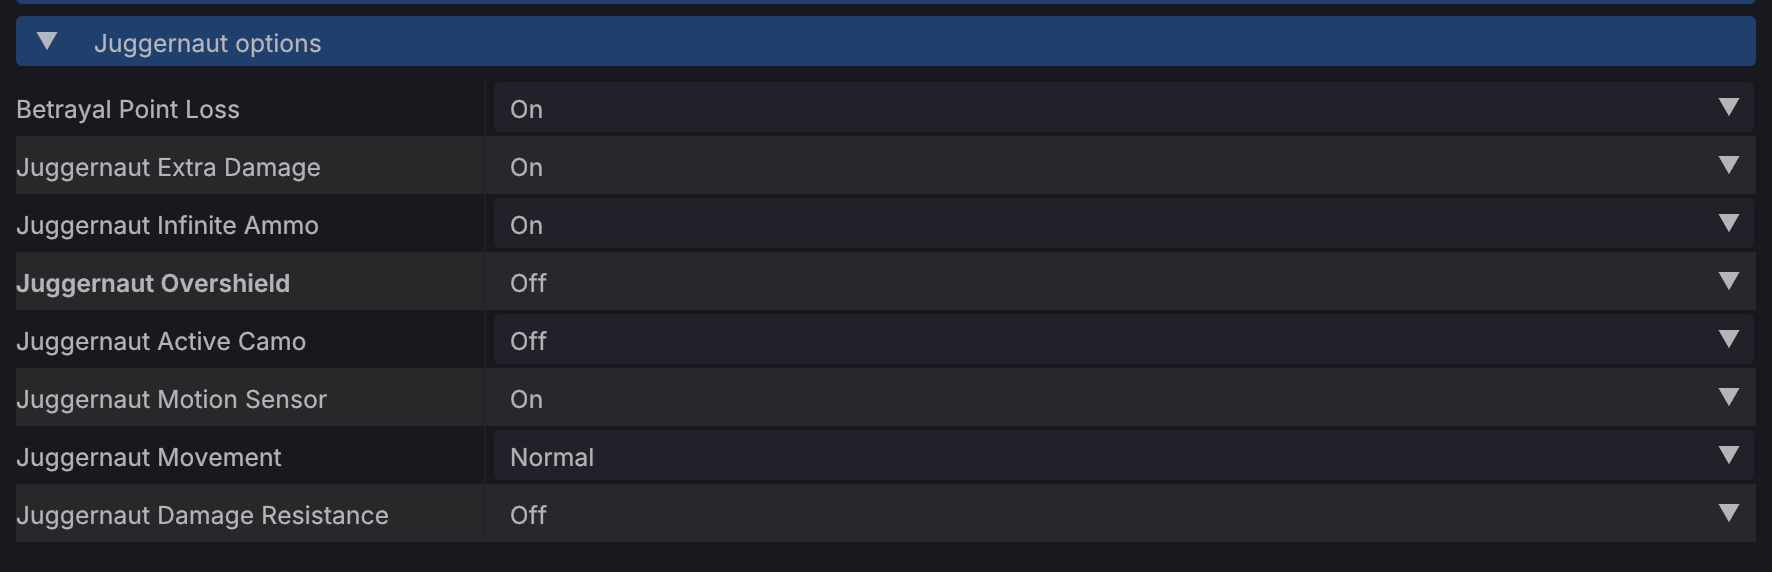 Juggernaut options
Betrayal Point Loss On
Juggernaut Extra Damage On
Juggernaut Infinite Ammo On
Juggernaut Overshield Off
Juggernaut Active Camo Off
Juggernaut Motion Sensor On
Juggernaut Movement Normal
Juggernaut Damage Resistance Off